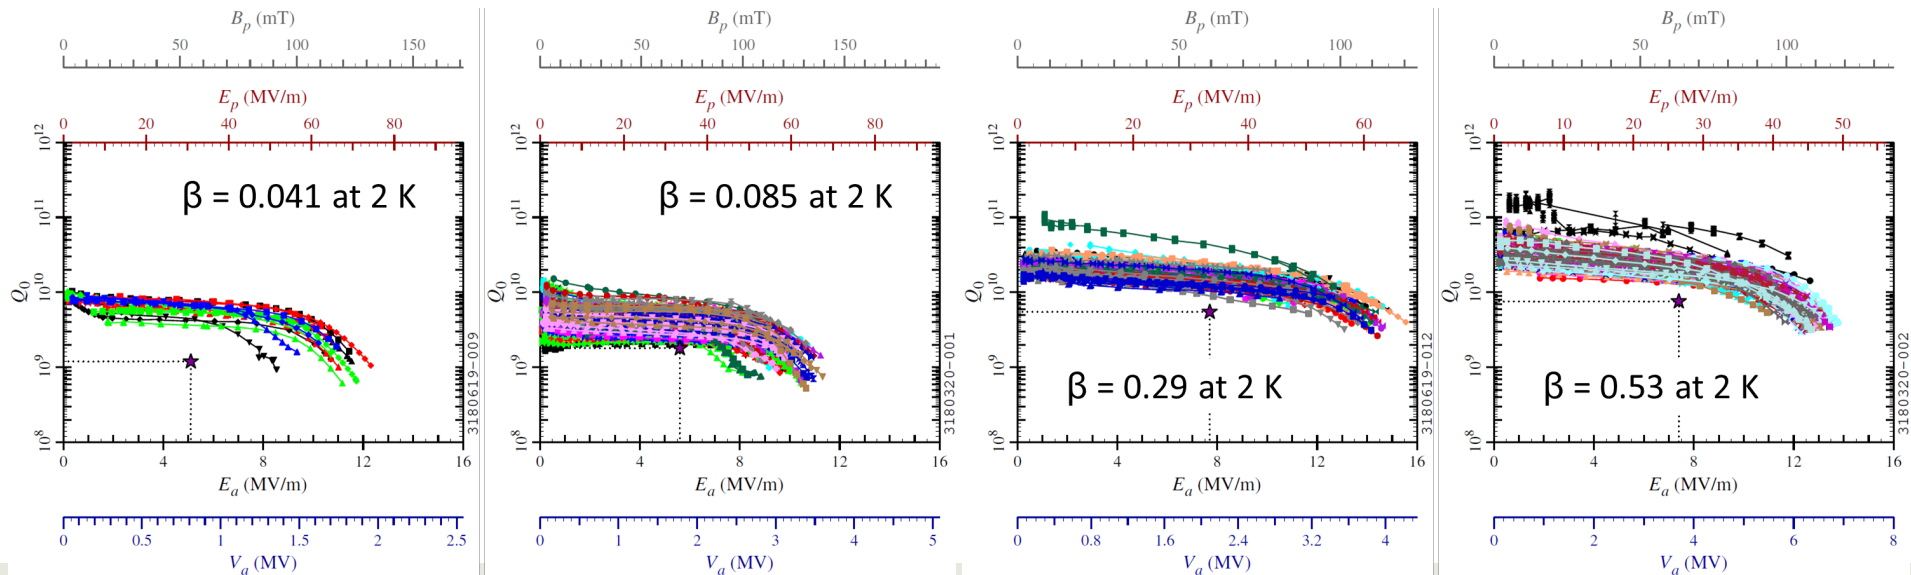 B_p (mT)
0 50 100 150
E_p (MV/m)
0 20 40 60 80
10^12
10^11
10^10
10^9
10^8
Q_0
β = 0.041 at 2 K
3180619-009
0 4 8 12 16
E_a (MV/m)
0 0.5 1 1.5 2 2.5
V_a (MV)
B_p (mT)
0 50 100 150
E_p (MV/m)
0 20 40 60 80
10^12
10^11
10^10
10^9
10^8
Q_0
β = 0.085 at 2 K
3180320-001
0 4 8 12 16
E_a (MV/m)
0 1 2 3 4 5
V_a (MV)
B_p (mT)
0 50 100
E_p (MV/m)
0 20 40 60
10^12
10^11
10^10
10^9
10^8
Q_0
β = 0.29 at 2 K
3180619-012
0 4 8 12 16
E_a (MV/m)
0 0.8 1.6 2.4 3.2 4
V_a (MV)
B_p (mT)
0 50 100
E_p (MV/m)
0 10 20 30 40 50
10^12
10^11
10^10
10^9
10^8
Q_0
β = 0.53 at 2 K
3180320-002
0 4 8 12 16
E_a (MV/m)
0 2 4 6 8
V_a (MV)